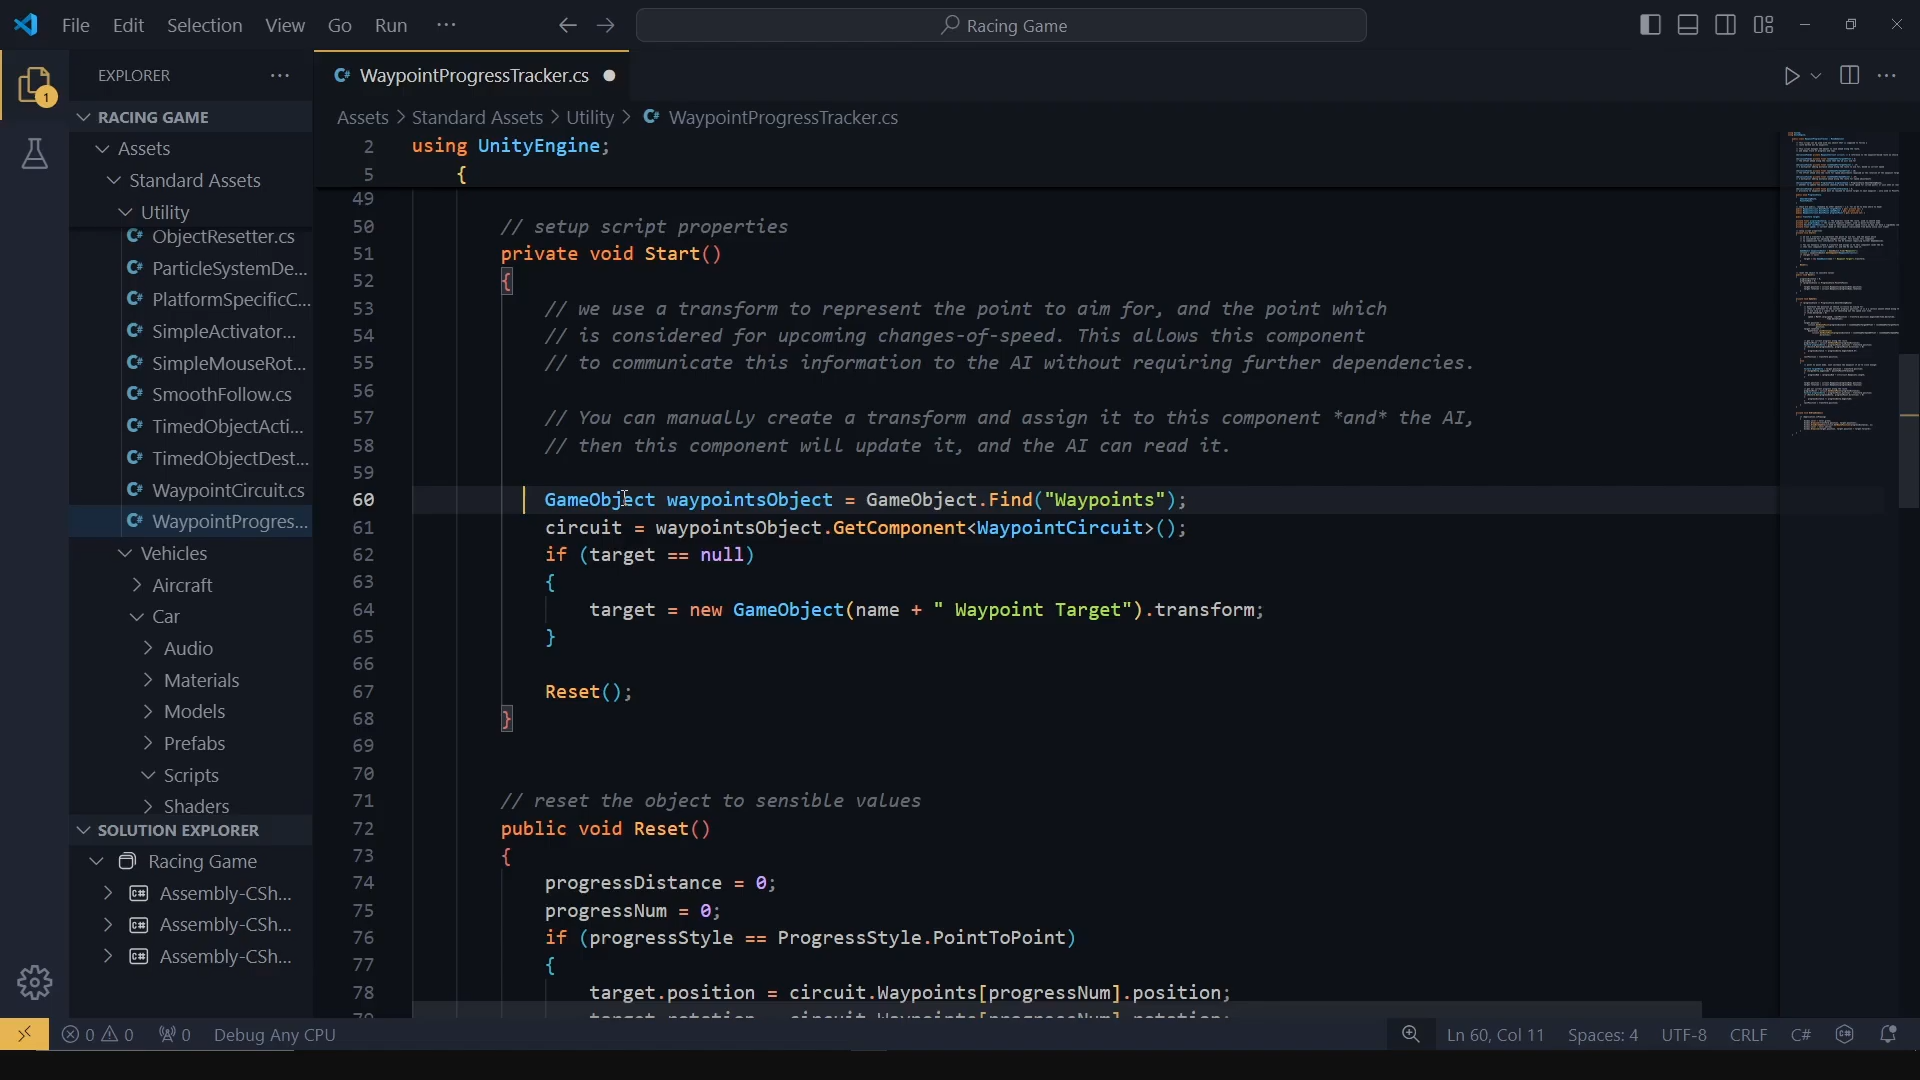 File Edit Selection View Go Run ···
Racing Game
EXPLORER ···
RACING GAME
Assets
Standard Assets
Utility
ObjectResetter.cs
ParticleSystemDe...
PlatformSpecificC...
SimpleActivator...
SimpleMouseRot...
SmoothFollow.cs
TimedObjectActi...
TimedObjectDest...
WaypointCircuit.cs
WaypointProgres...
Vehicles
Aircraft
Car
Audio
Materials
Models
Prefabs
Scripts
Shaders
SOLUTION EXPLORER
Racing Game
Assembly-CSh...
Assembly-CSh...
Assembly-CSh...
1
WaypointProgressTracker.cs
Assets > Standard Assets > Utility > WaypointProgressTracker.cs
2 using UnityEngine;
5 {
49
50 // setup script properties
51 private void Start()
52 {
53 // we use a transform to represent the point to aim for, and the point which
54 // is considered for upcoming changes-of-speed. This allows this component
55 // to communicate this information to the AI without requiring further dependencies.
56
57 // You can manually create a transform and assign it to this component *and* the AI,
58 // then this component will update it, and the AI can read it.
59
60 GameObject waypointsObject = GameObject.Find("Waypoints");
61 circuit = waypointsObject.GetComponent<WaypointCircuit>();
62 if (target == null)
63 {
64 target = new GameObject(name + " Waypoint Target").transform;
65 }
66
67 Reset();
68 }
69
70
71 // reset the object to sensible values
72 public void Reset()
73 {
74 progressDistance = 0;
75 progressNum = 0;
76 if (progressStyle == ProgressStyle.PointToPoint)
77 {
78 target.position = circuit.Waypoints[progressNum].position;
0 0 0 Debug Any CPU
Ln 60, Col 11 Spaces: 4 UTF-8 CRLF C#